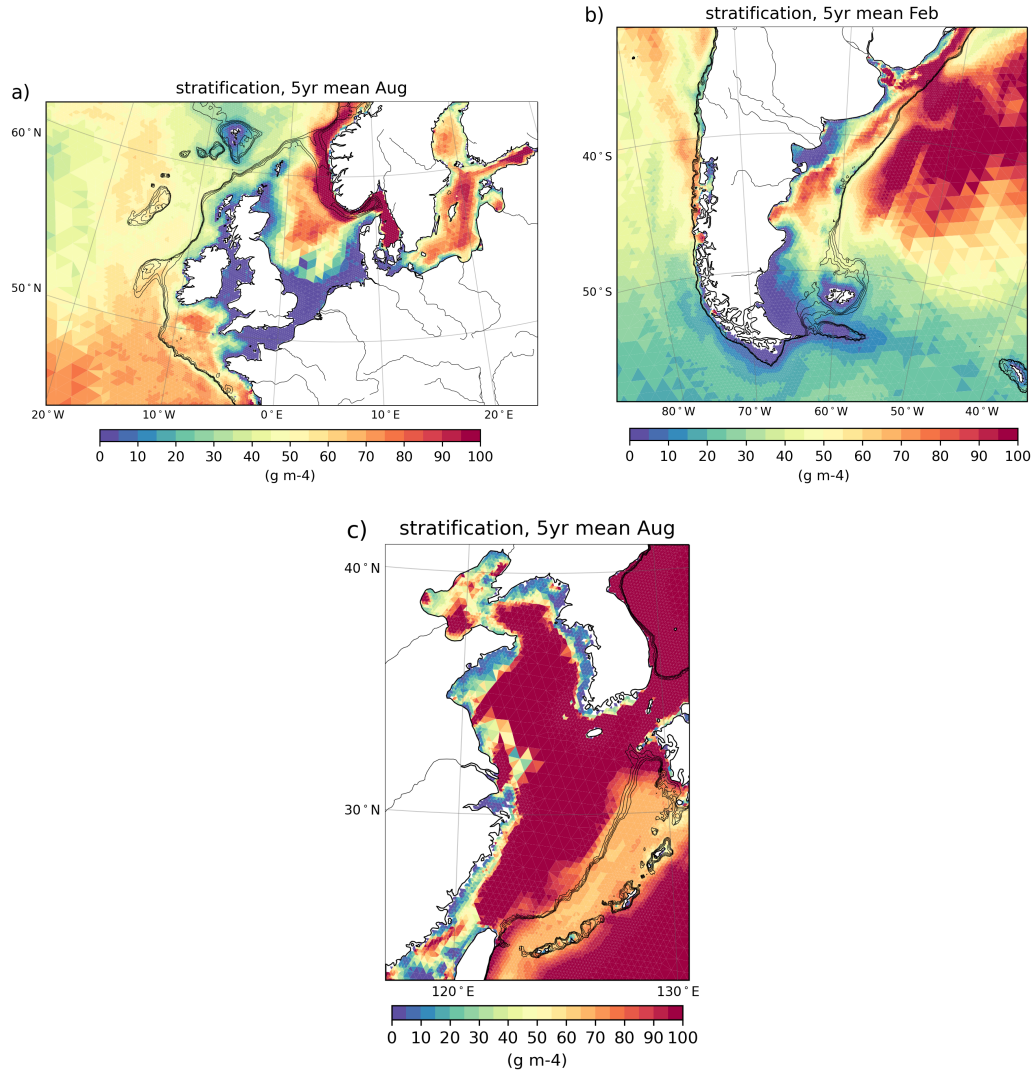 a)
stratification, 5yr mean Aug
60°N
50°S
20°W 10°W 0°E 10°E 20°E
0 10 20 30 40 50 60 70 80 90 100
(g m-4)
b)
stratification, 5yr mean Feb
40°S
50°S
80°W 70°W 60°W 50°W 40°W
0 10 20 30 40 50 60 70 80 90 100
(g m-4)
c)
stratification, 5yr mean Aug
40°N
30°N
120°E 130°E
0 10 20 30 40 50 60 70 80 90 100
(g m-4)